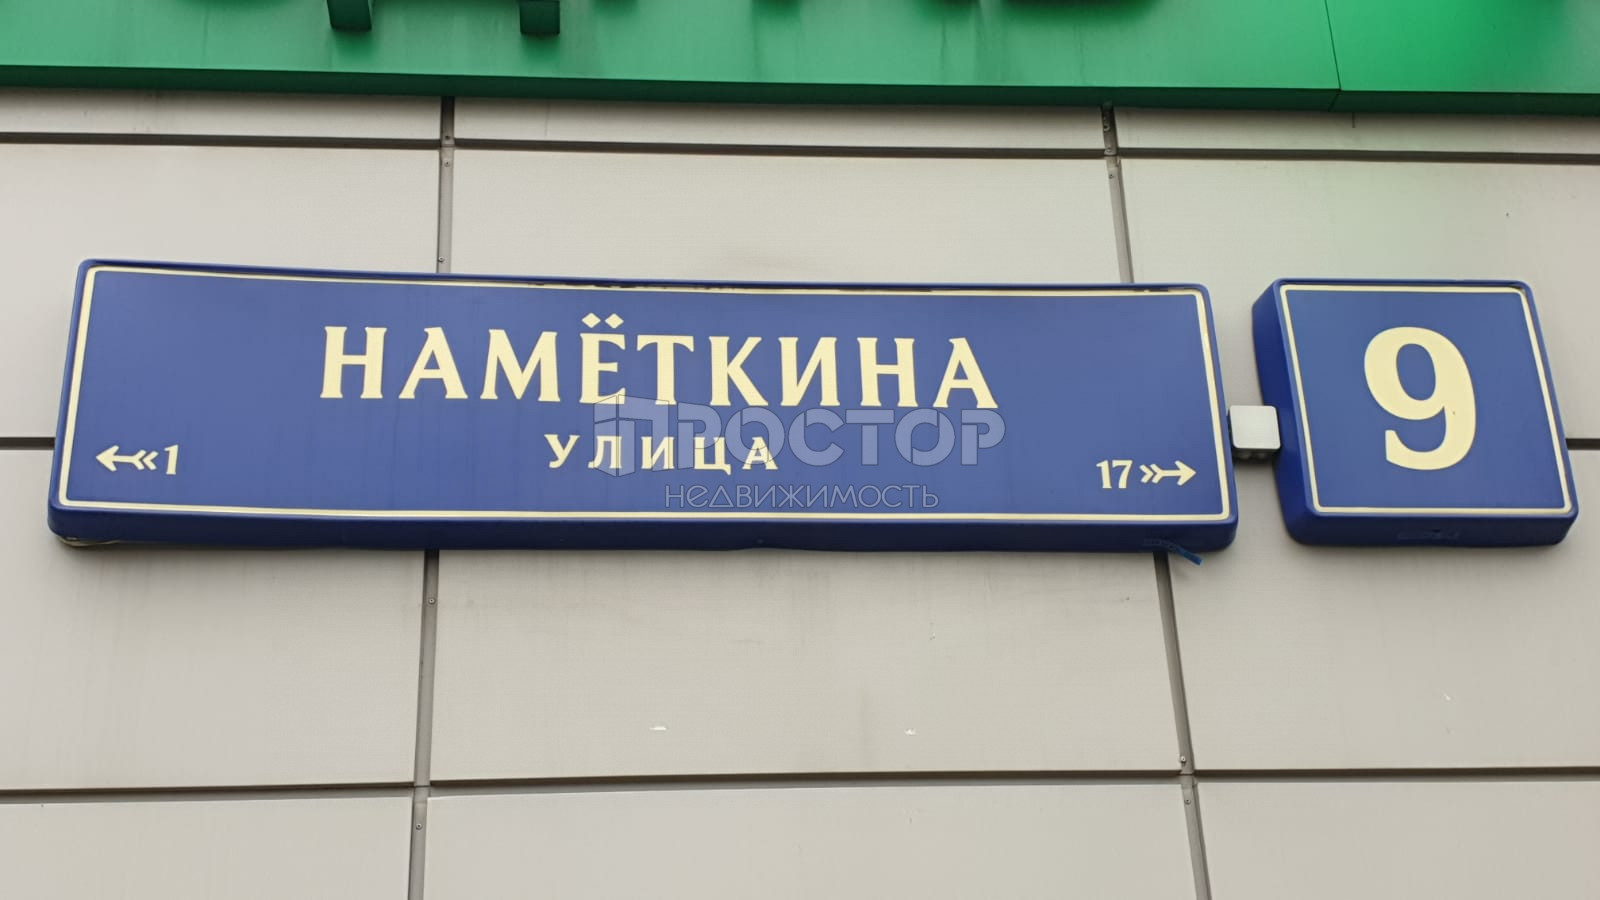 НАМЁТКИНА
УЛИЦА
1
17
9
ПРОСТОР
НЕДВИЖИМОСТЬ